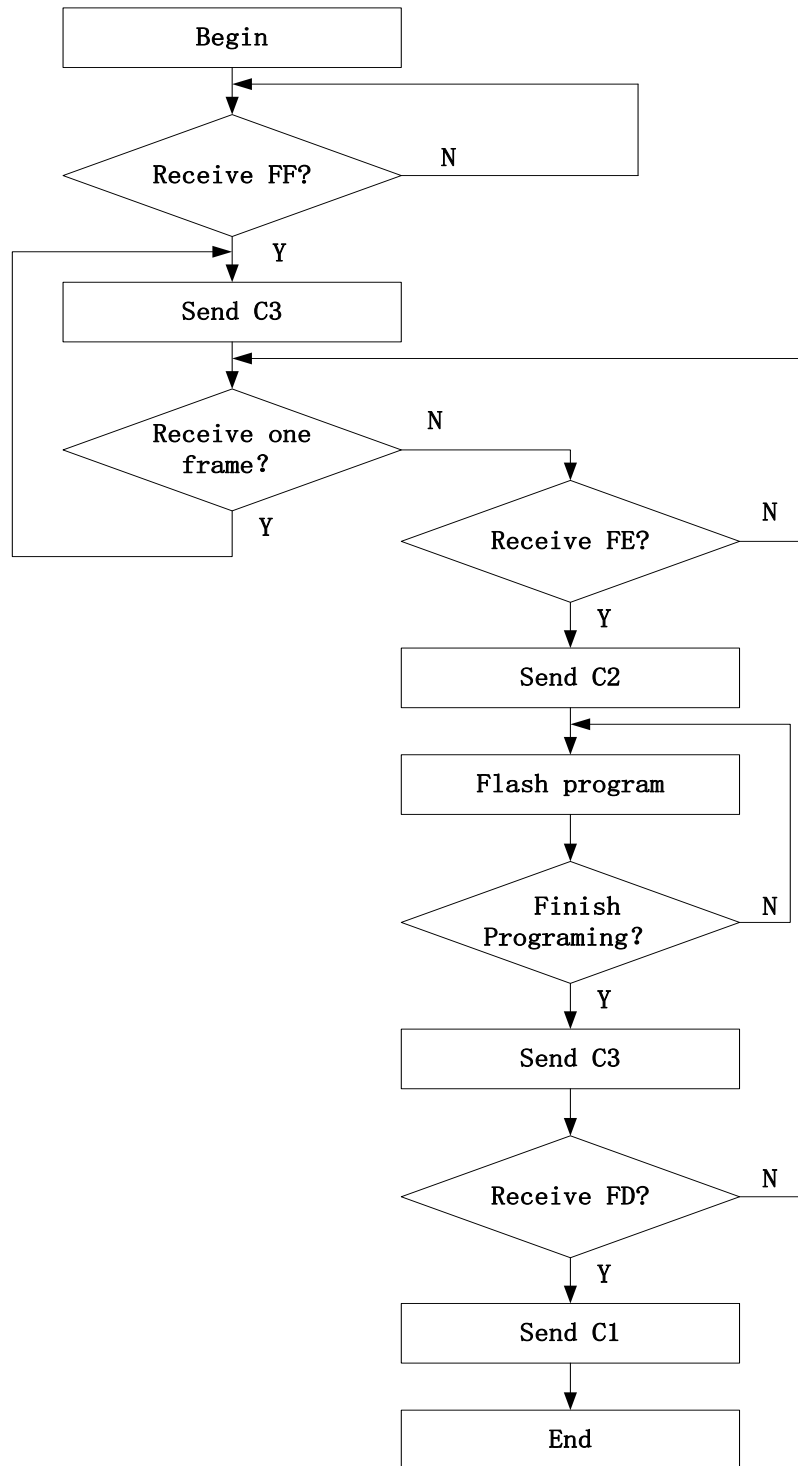 Begin
Receive FF?
N
Y
Send C3
Receive one
frame?
N
Y
Receive FE?
N
Y
Send C2
Flash program
Finish
Programing?
N
Y
Send C3
Receive FD?
N
Y
Send C1
End